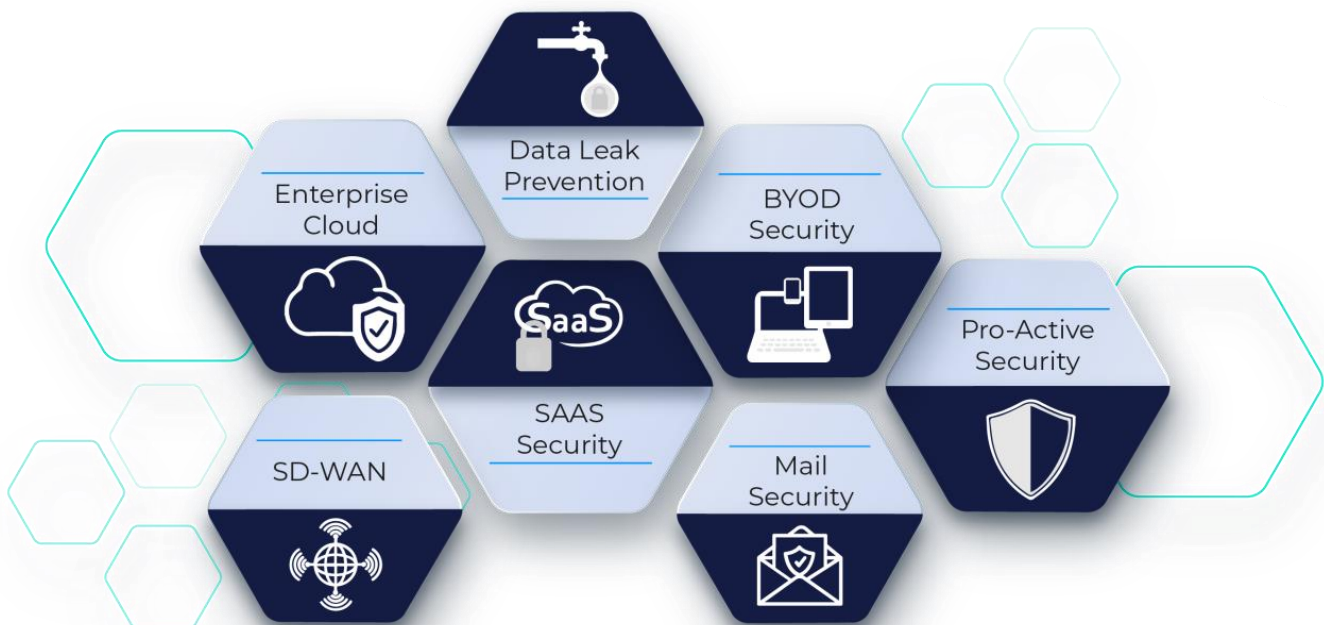 Data Leak
Prevention
Enterprise
Cloud
BYOD
Security
SaaS
Pro-Active
Security
SAAS
Security
SD-WAN
Mail
Security